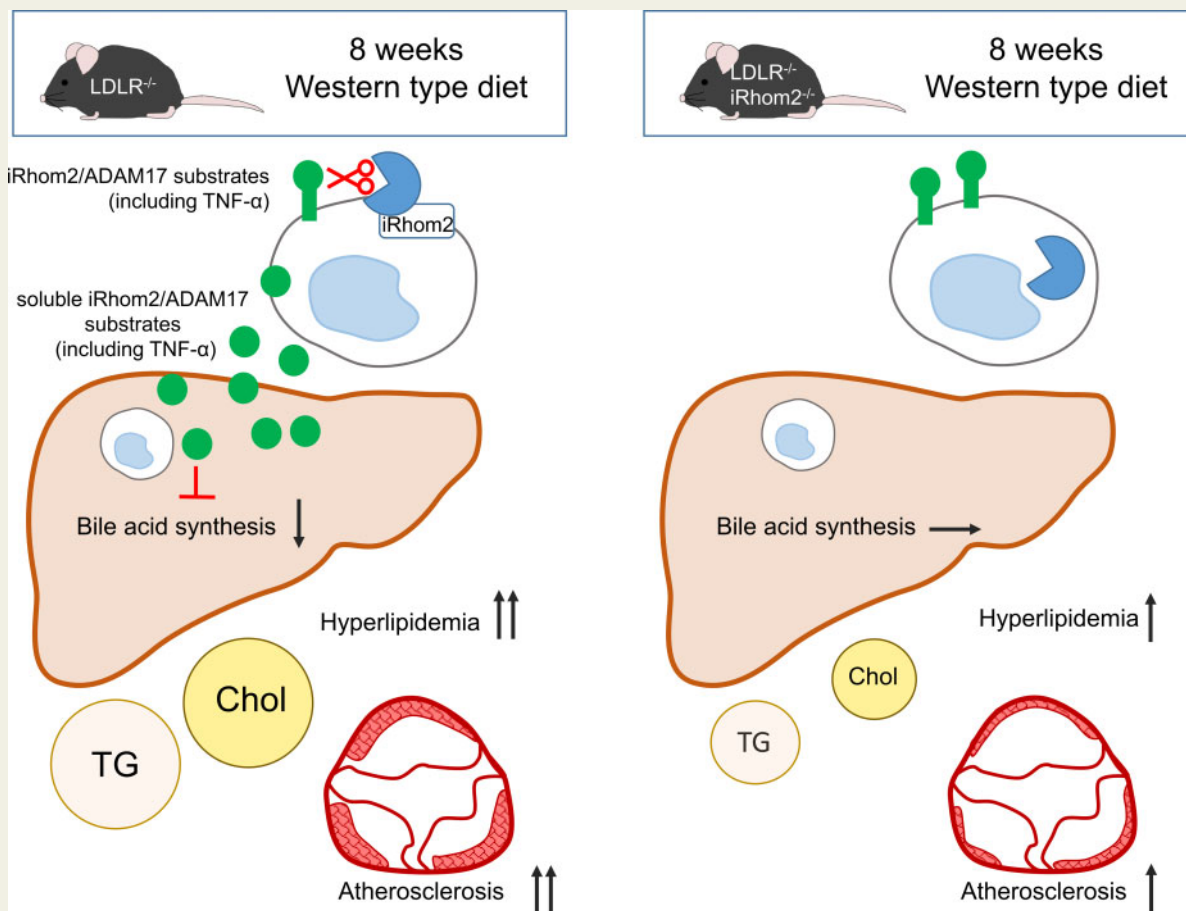 LDLR-/-
8 weeks
Western type diet
iRhom2/ADAM17 substrates
(including TNF-α)
iRhom2
soluble iRhom2/ADAM17
substrates
(including TNF-α)
Bile acid synthesis
Hyperlipidemia
Chol
TG
Atherosclerosis
LDLR-/-
iRhom2-/-
8 weeks
Western type diet
Bile acid synthesis
Hyperlipidemia
Chol
TG
Atherosclerosis